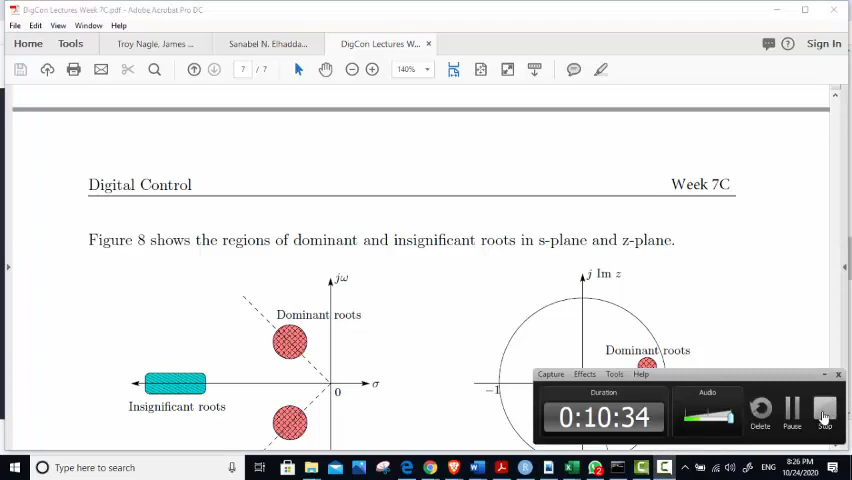 DigCon Lectures Week 7C.pdf - Adobe Acrobat Pro DC
File Edit View Window Help
Home Tools Troy Nagle, James ... Sanabel N. Elhadda... DigCon Lectures W... × Sign In
7 / 7 140%
Digital Control Week 7C
Figure 8 shows the regions of dominant and insignificant roots in s-plane and z-plane.
jω j Im z
Dominant roots
Dominant roots
0 σ −1
Insignificant roots
Capture Effects Tools Help
Duration Audio
0:10:34
Delete Pause Stop
Type here to search
ENG 8:26 PM
10/24/2020